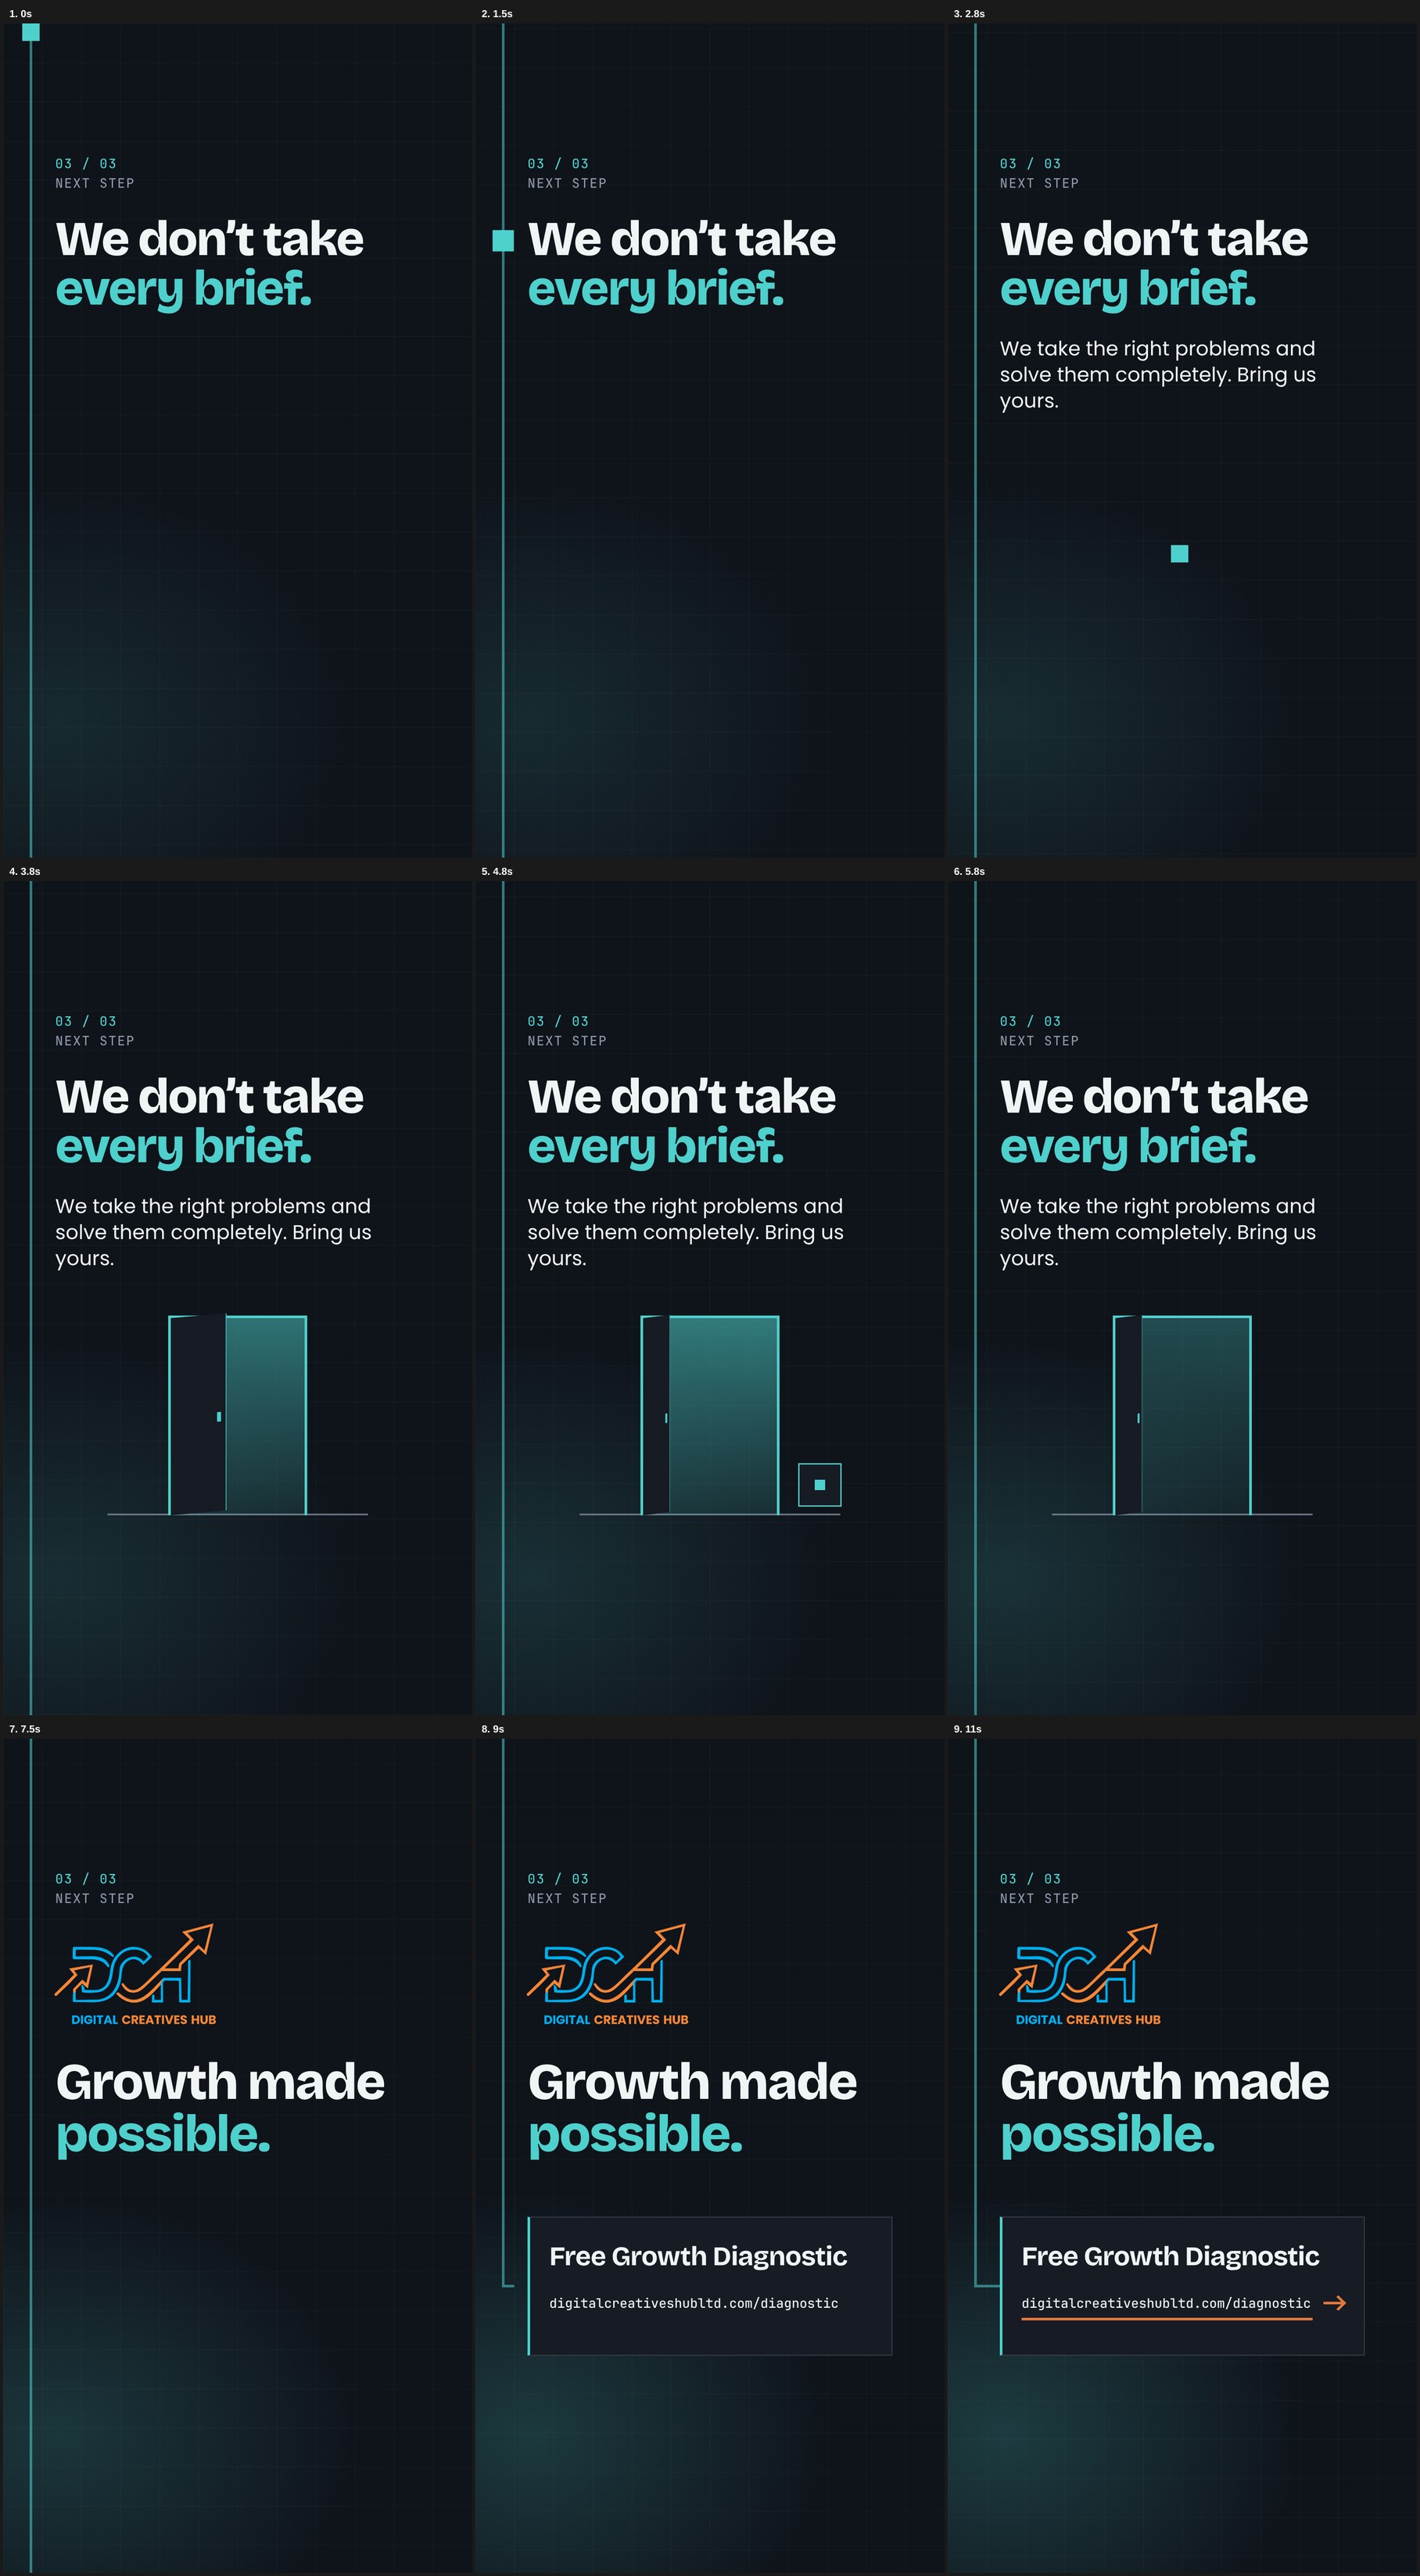 1. 0s
03 / 03
NEXT STEP
We don't take
every brief.
2. 1.5s
03 / 03
NEXT STEP
We don't take
every brief.
3. 2.8s
03 / 03
NEXT STEP
We don't take
every brief.
We take the right problems and
solve them completely. Bring us
yours.
4. 3.8s
03 / 03
NEXT STEP
We don't take
every brief.
We take the right problems and
solve them completely. Bring us
yours.
5. 4.8s
03 / 03
NEXT STEP
We don't take
every brief.
We take the right problems and
solve them completely. Bring us
yours.
6. 5.8s
03 / 03
NEXT STEP
We don't take
every brief.
We take the right problems and
solve them completely. Bring us
yours.
7. 7.5s
03 / 03
NEXT STEP
DCH
DIGITAL CREATIVES HUB
Growth made
possible.
8. 9s
03 / 03
NEXT STEP
DCH
DIGITAL CREATIVES HUB
Growth made
possible.
Free Growth Diagnostic
digitalcreativeshubltd.com/diagnostic
9. 11s
03 / 03
NEXT STEP
DCH
DIGITAL CREATIVES HUB
Growth made
possible.
Free Growth Diagnostic
digitalcreativeshubltd.com/diagnostic →